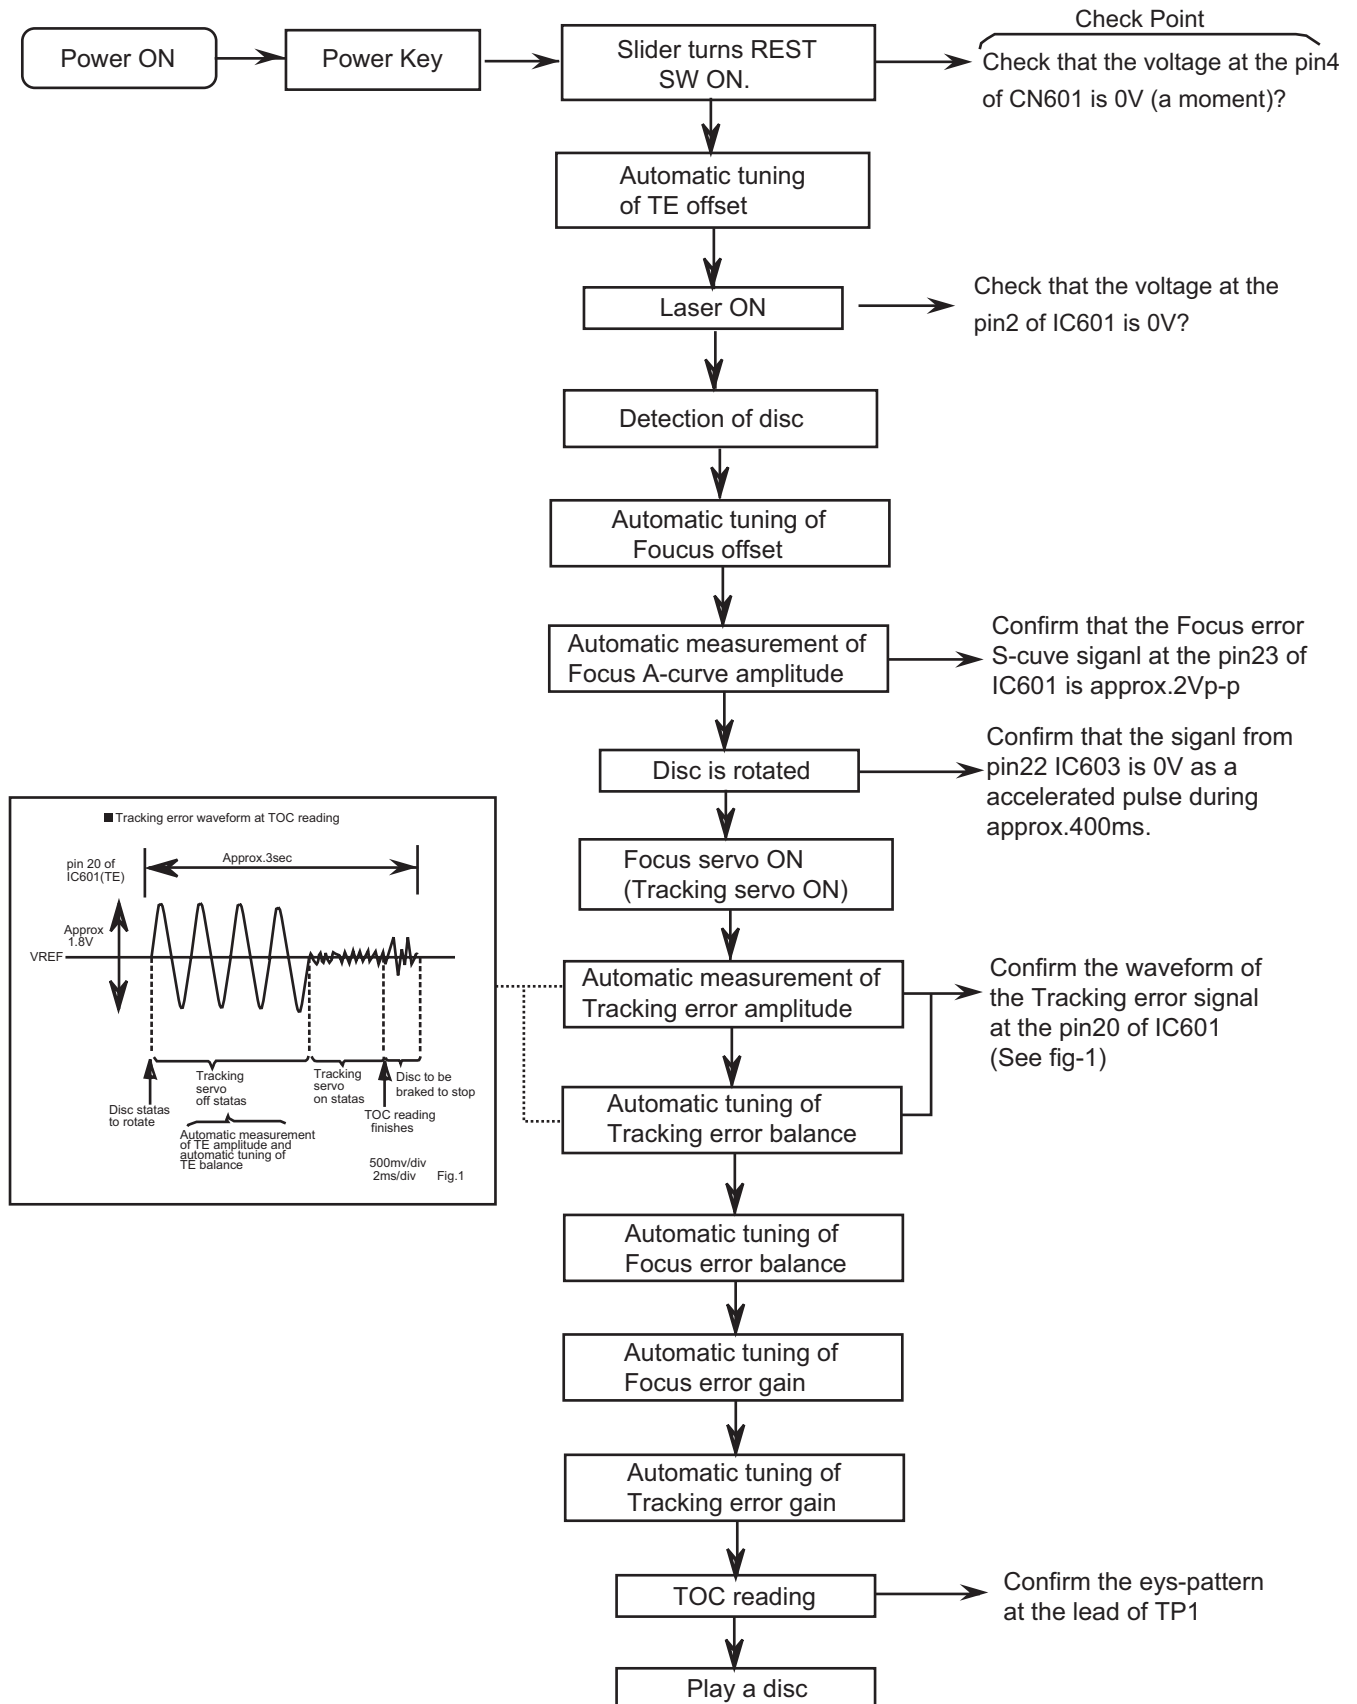 Check Point
Power ON
Power Key
Slider turns REST
SW ON.
Check that the voltage at the pin4
of CN601 is 0V (a moment)?
Automatic tuning
of TE offset
Laser ON
Check that the voltage at the
pin2 of IC601 is 0V?
Detection of disc
Automatic tuning of
Foucus offset
Automatic measurement of
Focus A-curve amplitude
Confirm that the Focus error
S-cuve siganl at the pin23 of
IC601 is approx.2Vp-p
Disc is rotated
Confirm that the siganl from
pin22 IC603 is 0V as a
accelerated pulse during
approx.400ms.
Focus servo ON
(Tracking servo ON)
Automatic measurement of
Tracking error amplitude
Confirm the waveform of
the Tracking error signal
at the pin20 of IC601
(See fig-1)
Automatic tuning of
Tracking error balance
■ Tracking error waveform at TOC reading
pin 20 of
IC601(TE)
Approx.3sec
Approx
1.8V
VREF
Disc statas
to rotate
Tracking
servo
off statas
Tracking
servo
on statas
Disc to be
braked to stop
TOC reading
finishes
Automatic measurement
of TE amplitude and
automatic tuning of
TE balance
500mv/div
2ms/div
Fig.1
Automatic tuning of
Focus error balance
Automatic tuning of
Focus error gain
Automatic tuning of
Tracking error gain
TOC reading
Confirm the eys-pattern
at the lead of TP1
Play a disc